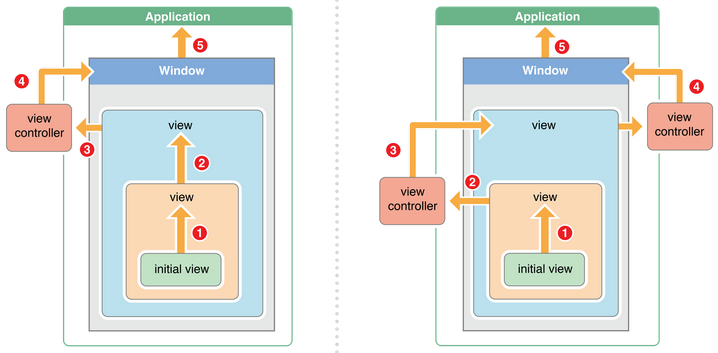 Application
5
Window
4
view
controller
3
view
2
view
1
initial view
Application
5
Window
4
view
controller
view
3
2
view
controller
view
1
initial view